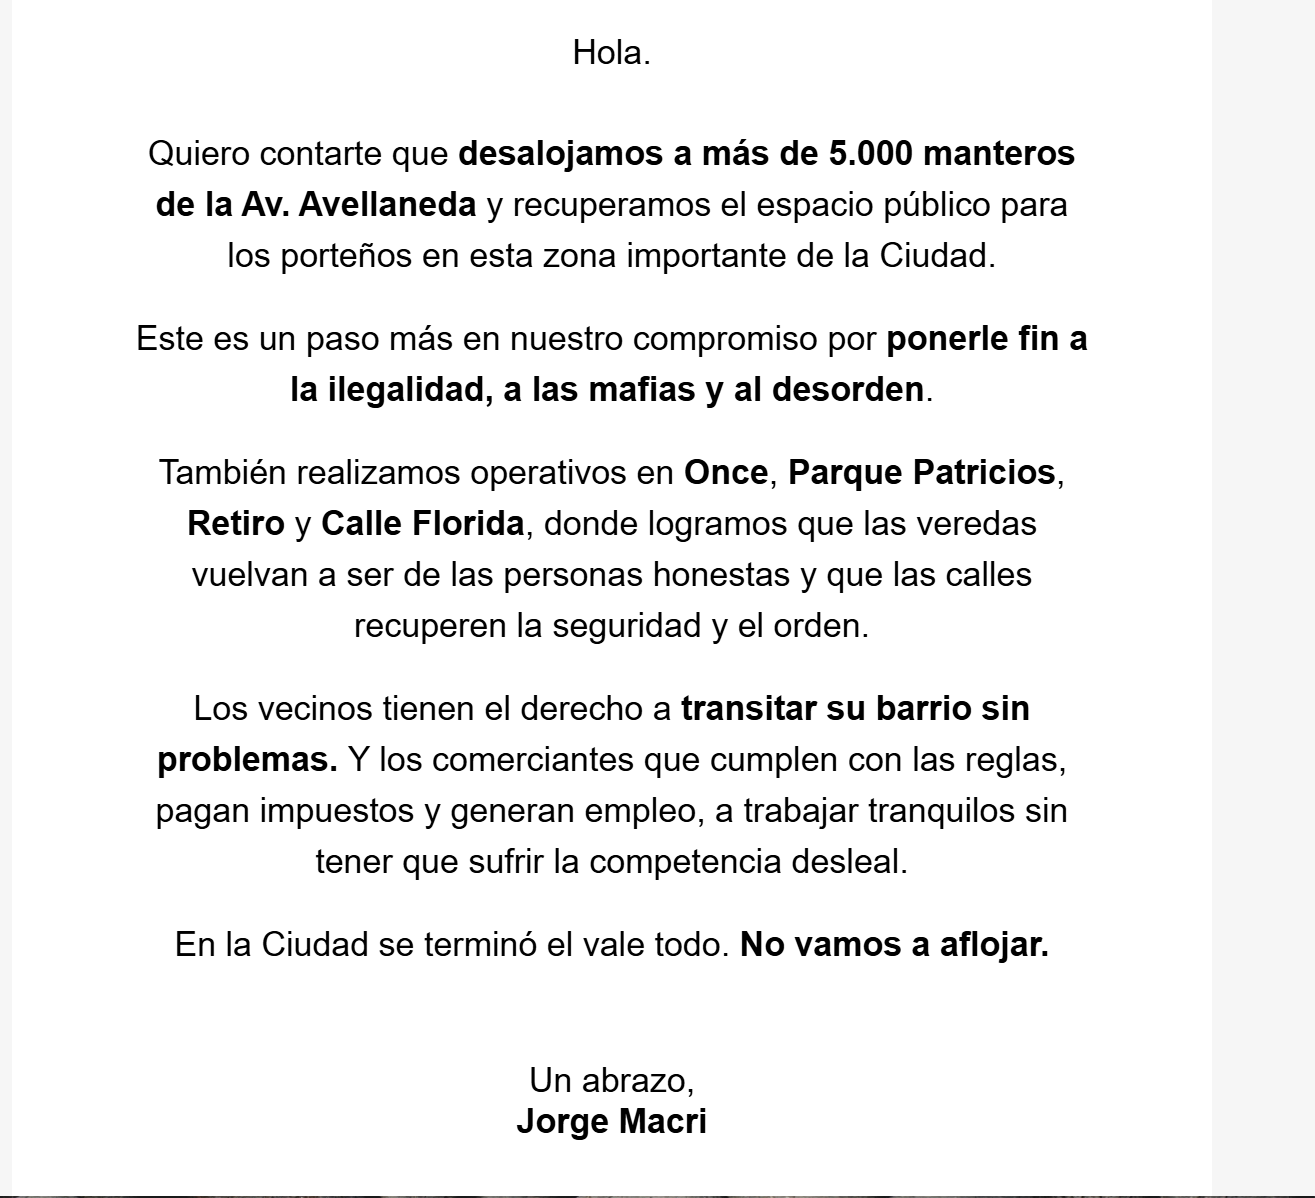 Hola.
Quiero contarte que desalojamos a más de 5.000 manteros
de la Av. Avellaneda y recuperamos el espacio público para
los porteños en esta zona importante de la Ciudad.
Este es un paso más en nuestro compromiso por ponerle fin a
la ilegalidad, a las mafias y al desorden.
También realizamos operativos en Once, Parque Patricios,
Retiro y Calle Florida, donde logramos que las veredas
vuelvan a ser de las personas honestas y que las calles
recuperen la seguridad y el orden.
Los vecinos tienen el derecho a transitar su barrio sin
problemas. Y los comerciantes que cumplen con las reglas,
pagan impuestos y generan empleo, a trabajar tranquilos sin
tener que sufrir la competencia desleal.
En la Ciudad se terminó el vale todo. No vamos a aflojar.
Un abrazo,
Jorge Macri